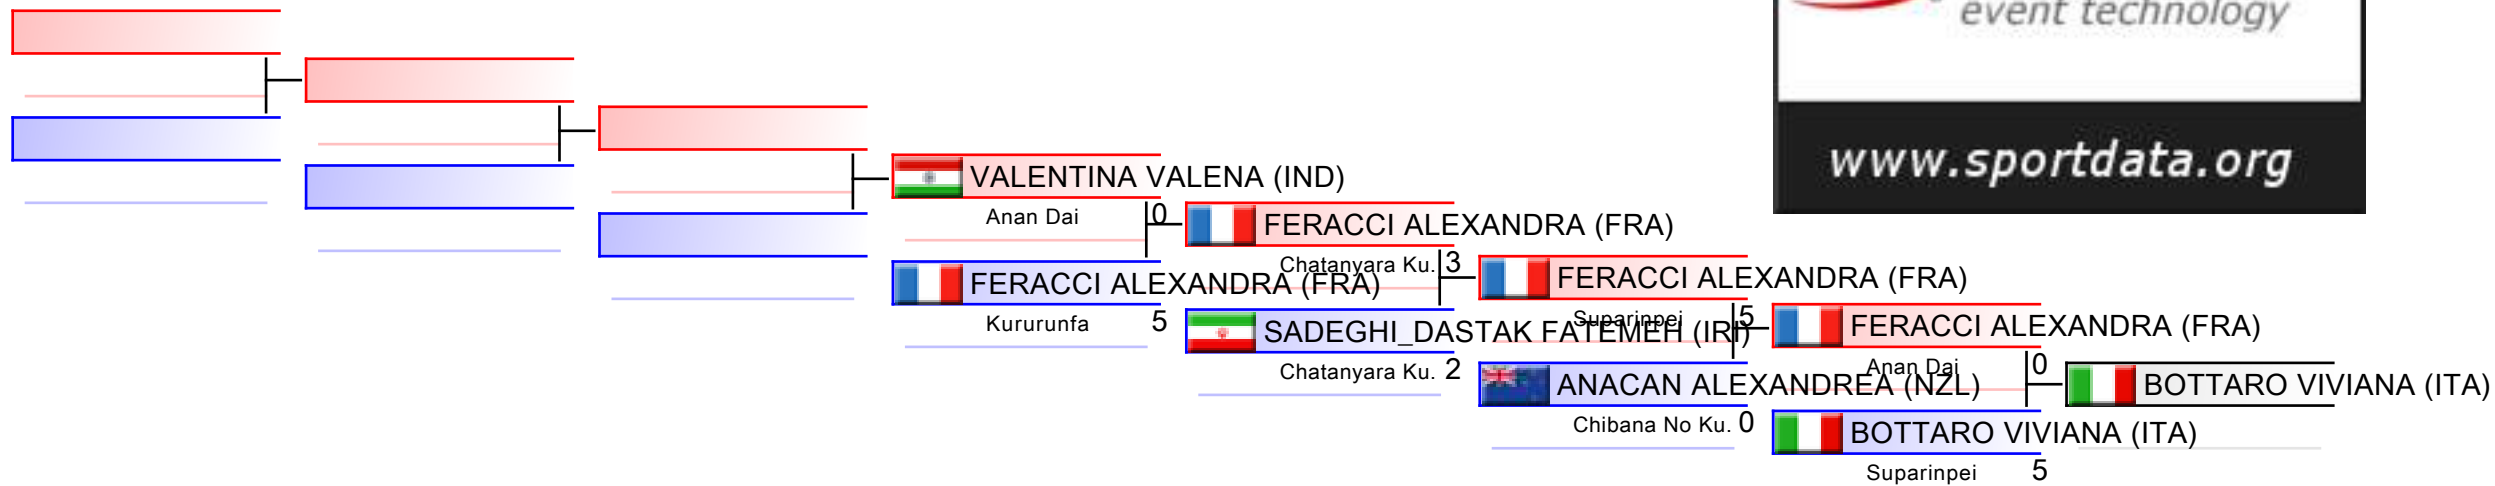 event technology
www.sportdata.org
VALENTINA VALENA (IND)
Anan Dai 0
FERACCI ALEXANDRA (FRA)
Kururunfa 5
FERACCI ALEXANDRA (FRA)
Chatanyara Ku. 3
SADEGHI_DASTAK FATEMEH (IRI)
Chatanyara Ku. 2
FERACCI ALEXANDRA (FRA)
Suparinpei 5
ANACAN ALEXANDREA (NZL)
Chibana No Ku. 0
FERACCI ALEXANDRA (FRA)
Anan Dai 0
BOTTARO VIVIANA (ITA)
Suparinpei 5
BOTTARO VIVIANA (ITA)